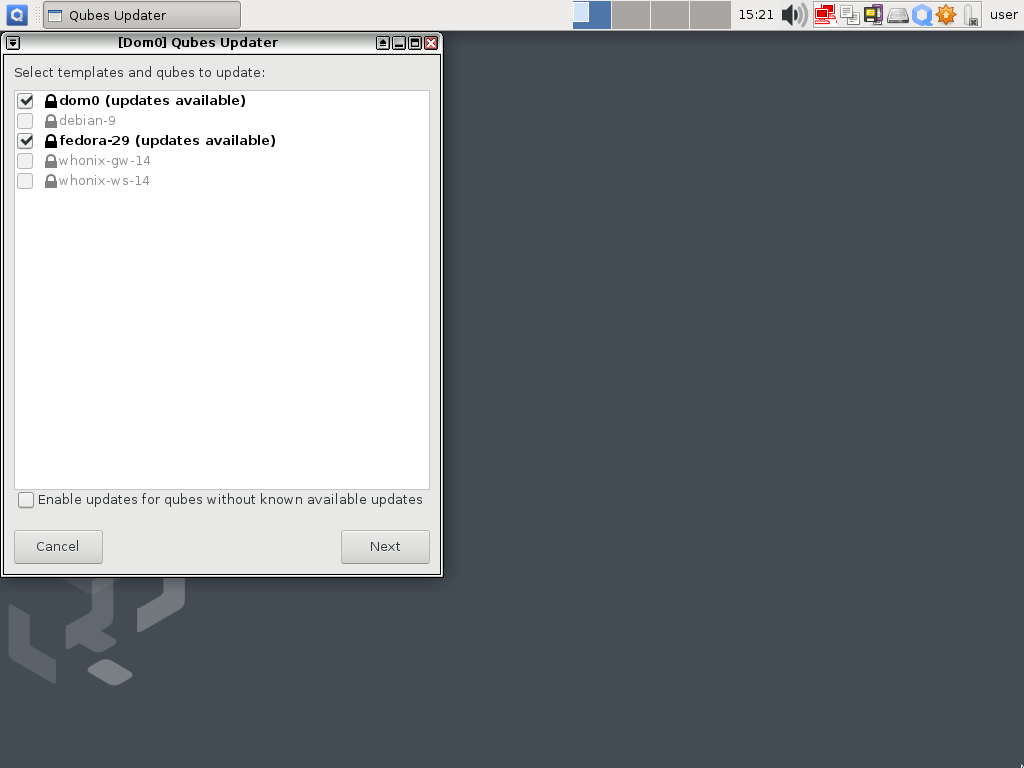 Qubes Updater
15:21
user
[Dom0] Qubes Updater
Select templates and qubes to update:
dom0 (updates available)
debian-9
fedora-29 (updates available)
whonix-gw-14
whonix-ws-14
Enable updates for qubes without known available updates
Cancel
Next